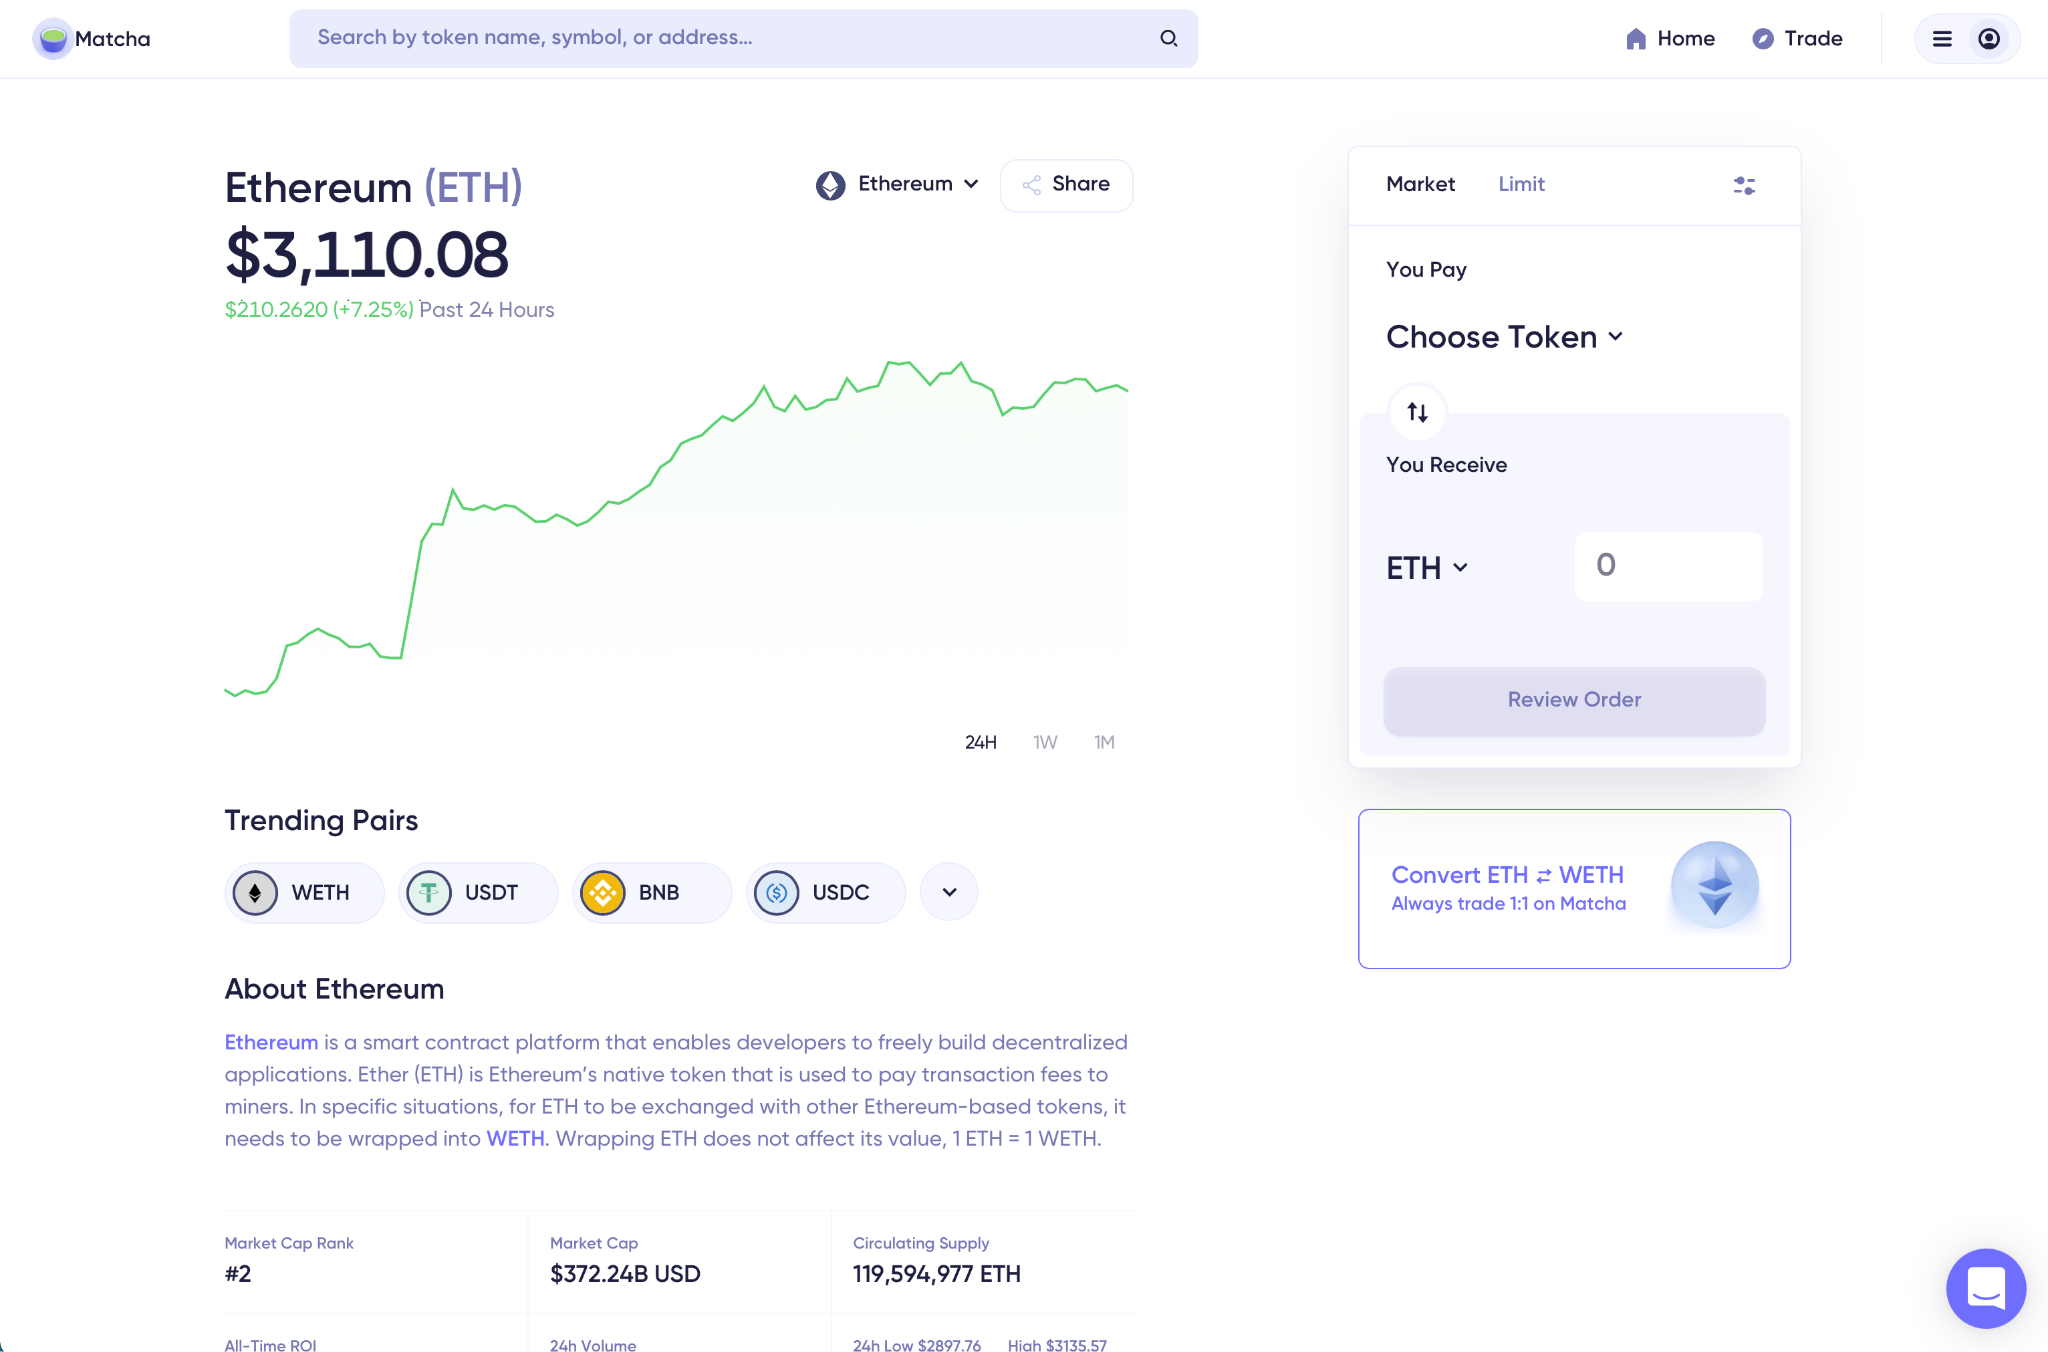 Matcha
Search by token name, symbol, or address...
Home
Trade
Ethereum (ETH)
Ethereum
Share
$3,110.08
$210.2620 (+7.25%) Past 24 Hours
24H 1W 1M
Market Limit
You Pay
Choose Token
You Receive
ETH
0
Review Order
Convert ETH ⇄ WETH
Always trade 1:1 on Matcha
Trending Pairs
WETH
USDT
BNB
USDC
About Ethereum
Ethereum is a smart contract platform that enables developers to freely build decentralized
applications. Ether (ETH) is Ethereum’s native token that is used to pay transaction fees to
miners. In specific situations, for ETH to be exchanged with other Ethereum-based tokens, it
needs to be wrapped into WETH. Wrapping ETH does not affect its value, 1 ETH = 1 WETH.
Market Cap Rank
#2
Market Cap
$372.24B USD
Circulating Supply
119,594,977 ETH
All-Time ROI
24h Volume
24h Low $2897.76 High $3135.57